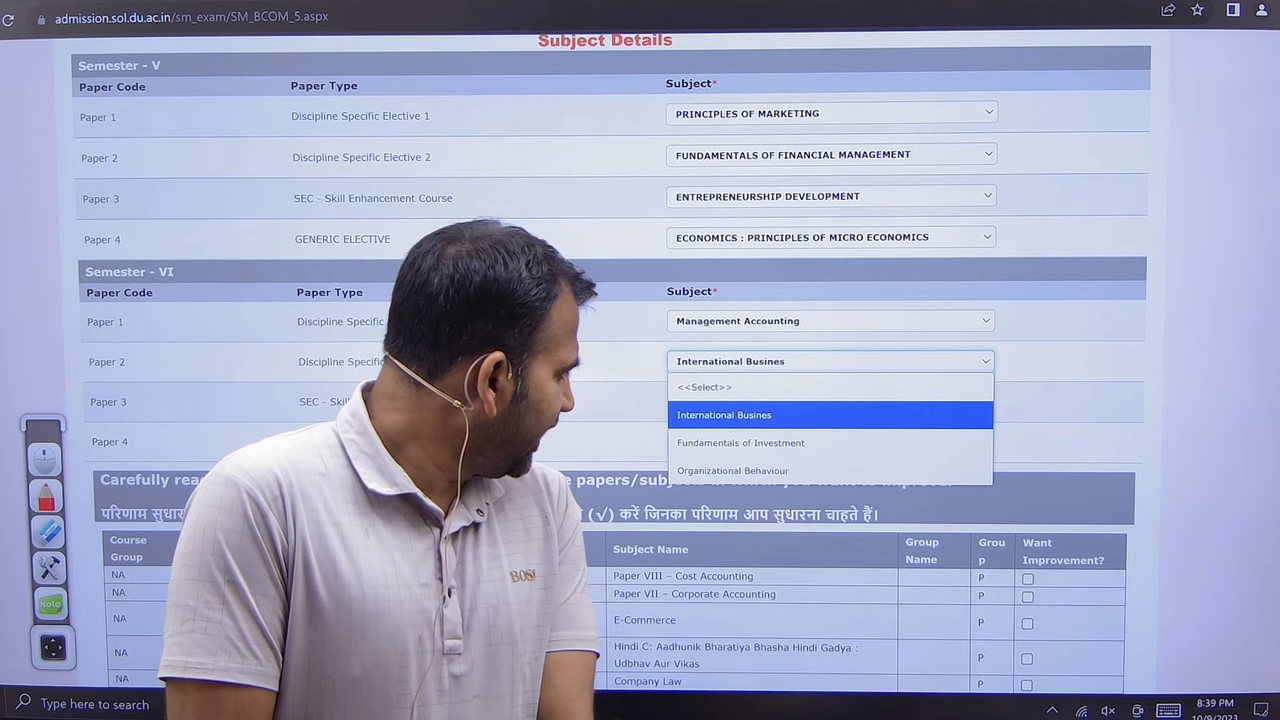 admission.sol.du.ac.in/sm_exam/SM_BCOM_5.aspx
Subject Details
Semester - V
Paper Code Paper Type Subject*
Paper 1 Discipline Specific Elective 1 PRINCIPLES OF MARKETING
Paper 2 Discipline Specific Elective 2 FUNDAMENTALS OF FINANCIAL MANAGEMENT
Paper 3 SEC - Skill Enhancement Course ENTREPRENEURSHIP DEVELOPMENT
Paper 4 GENERIC ELECTIVE ECONOMICS : PRINCIPLES OF MICRO ECONOMICS
Semester - VI
Paper Code Paper Type Subject*
Paper 1 Discipline Specific Management Accounting
Paper 2 Discipline Specific International Busines
<<Select>>
Paper 3 SEC - International Busines
Paper 4 Fundamentals of Investment
Organizational Behaviour
Carefully read papers/
परिणाम (√) करें जिनका परिणाम आप सुधारना चाहते हैं।
Course Group Subject Name Group Name Grou p Want Improvement?
NA Paper VIII – Cost Accounting P
NA Paper VII – Corporate Accounting P
NA E-Commerce P
NA Hindi C: Aadhunik Bharatiya Bhasha Hindi Gadya :
Udbhav Aur Vikas P
NA Company Law P
Note
BOSS
Type here to search
8:39 PM
10/9/2023